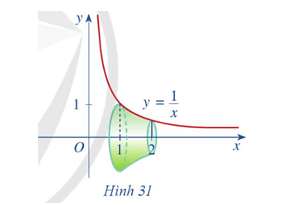 y
1
y = 1/x
O 1 2 x
Hình 31